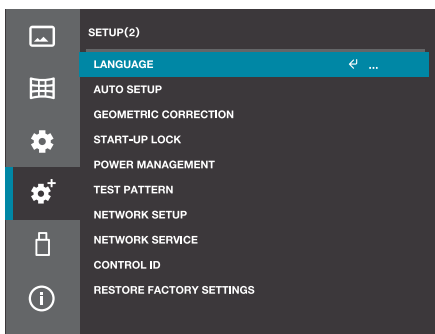 SETUP(2)
LANGUAGE ...
AUTO SETUP
GEOMETRIC CORRECTION
START-UP LOCK
POWER MANAGEMENT
TEST PATTERN
NETWORK SETUP
NETWORK SERVICE
CONTROL ID
RESTORE FACTORY SETTINGS